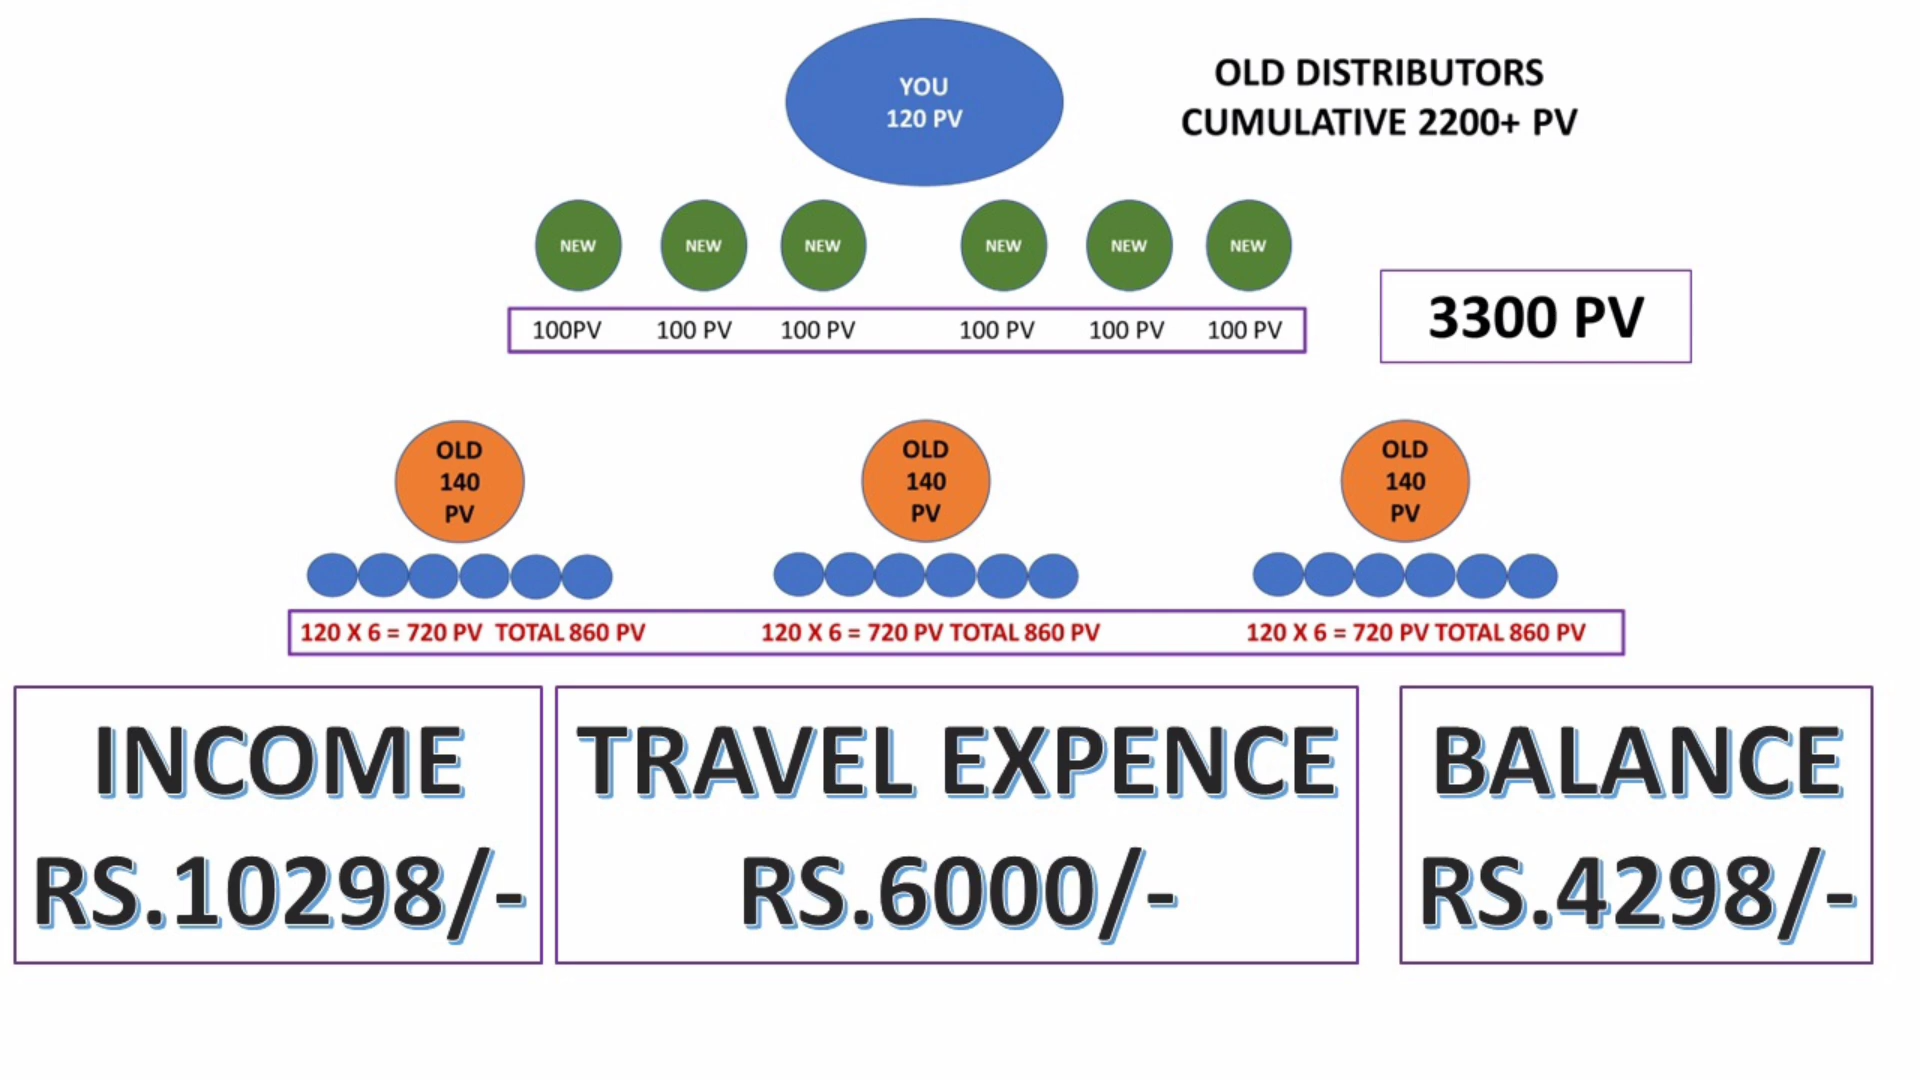 YOU
120 PV
OLD DISTRIBUTORS
CUMULATIVE 2200+ PV
NEW NEW NEW NEW NEW NEW
100PV 100 PV 100 PV 100 PV 100 PV 100 PV
3300 PV
OLD
140
PV
OLD
140
PV
OLD
140
PV
120 X 6 = 720 PV TOTAL 860 PV 120 X 6 = 720 PV TOTAL 860 PV 120 X 6 = 720 PV TOTAL 860 PV
INCOME
RS.10298/-
TRAVEL EXPENCE
RS.6000/-
BALANCE
RS.4298/-